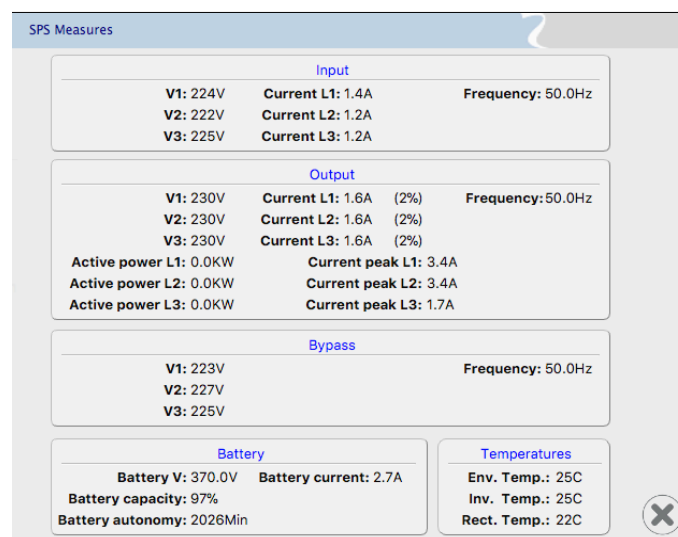 SPS Measures
Input
V1: 224V Current L1: 1.4A Frequency: 50.0Hz
V2: 222V Current L2: 1.2A
V3: 225V Current L3: 1.2A
Output
V1: 230V Current L1: 1.6A (2%) Frequency: 50.0Hz
V2: 230V Current L2: 1.6A (2%)
V3: 230V Current L3: 1.6A (2%)
Active power L1: 0.0KW Current peak L1: 3.4A
Active power L2: 0.0KW Current peak L2: 3.4A
Active power L3: 0.0KW Current peak L3: 1.7A
Bypass
V1: 223V Frequency: 50.0Hz
V2: 227V
V3: 225V
Battery
Battery V: 370.0V Battery current: 2.7A
Battery capacity: 97%
Battery autonomy: 2026Min
Temperatures
Env. Temp.: 25C
Inv. Temp.: 25C
Rect. Temp.: 22C